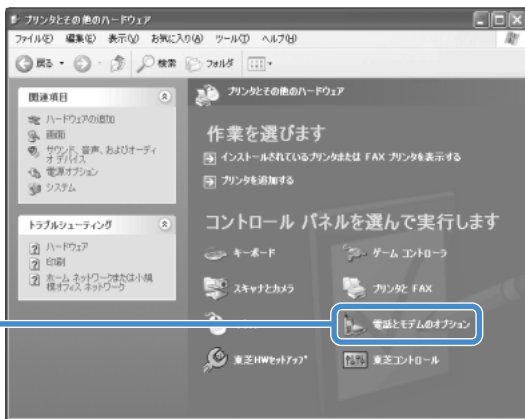 プリンタとその他のハードウェア
ファイル(F) 編集(E) 表示(V) お気に入り(A) ツール(T) ヘルプ(H)
戻る 検索 フォルダ
関連項目
ハードウェアの追加
画面
サウンド、音声、およびオーディオ デバイス
電源オプション
システム
トラブルシューティング
ハードウェア
印刷
ホーム ネットワークまたは小規模オフィス ネットワーク
プリンタとその他のハードウェア
作業を選びます
インストールされているプリンタまたは FAX プリンタを表示する
プリンタを追加する
コントロール パネルを選んで実行します
キーボード ゲーム コントローラ
スキャナとカメラ プリンタと FAX
電話とモデムのオプション
東芝HWセットアップ 東芝コントロール